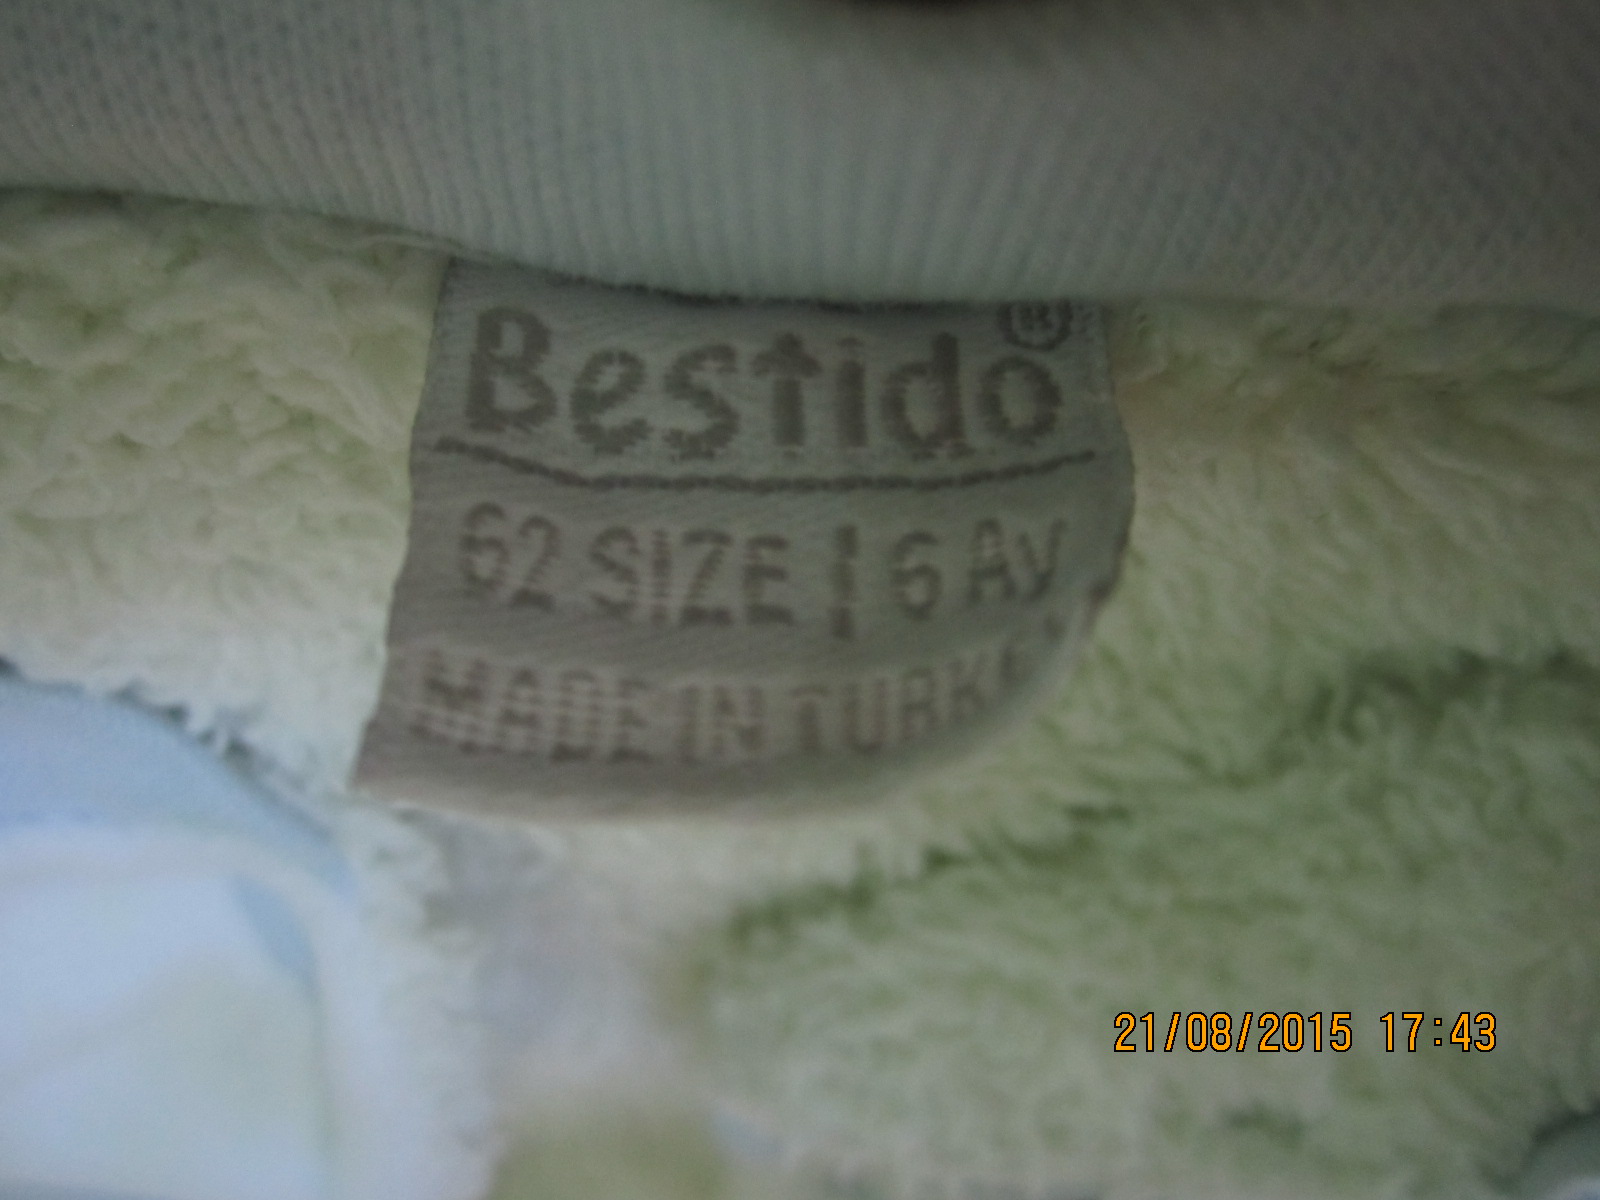 Bestido®
62 SIZE | 6 Ay
MADE IN
21/08/2015 17:43